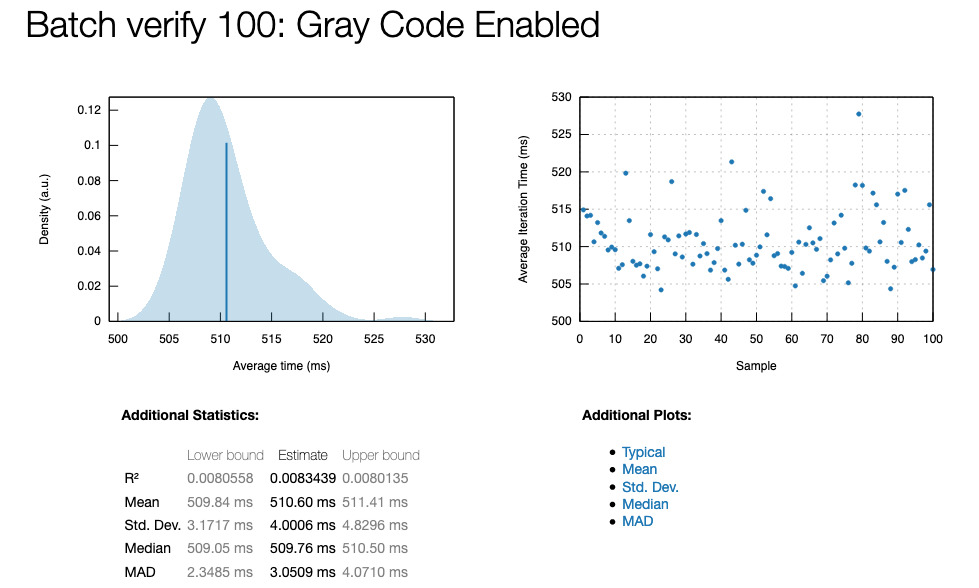 Batch verify 100: Gray Code Enabled
0.12
0.1
0.08
0.06
0.04
0.02
0
Density (a.u.)
500 505 510 515 520 525 530
Average time (ms)
530
525
520
515
510
505
500
Average Iteration Time (ms)
0 10 20 30 40 50 60 70 80 90 100
Sample
Additional Statistics:
Lower bound Estimate Upper bound
R² 0.0080558 0.0083439 0.0080135
Mean 509.84 ms 510.60 ms 511.41 ms
Std. Dev. 3.1717 ms 4.0006 ms 4.8296 ms
Median 509.05 ms 509.76 ms 510.50 ms
MAD 2.3485 ms 3.0509 ms 4.0710 ms
Additional Plots:
• Typical
• Mean
• Std. Dev.
• Median
• MAD